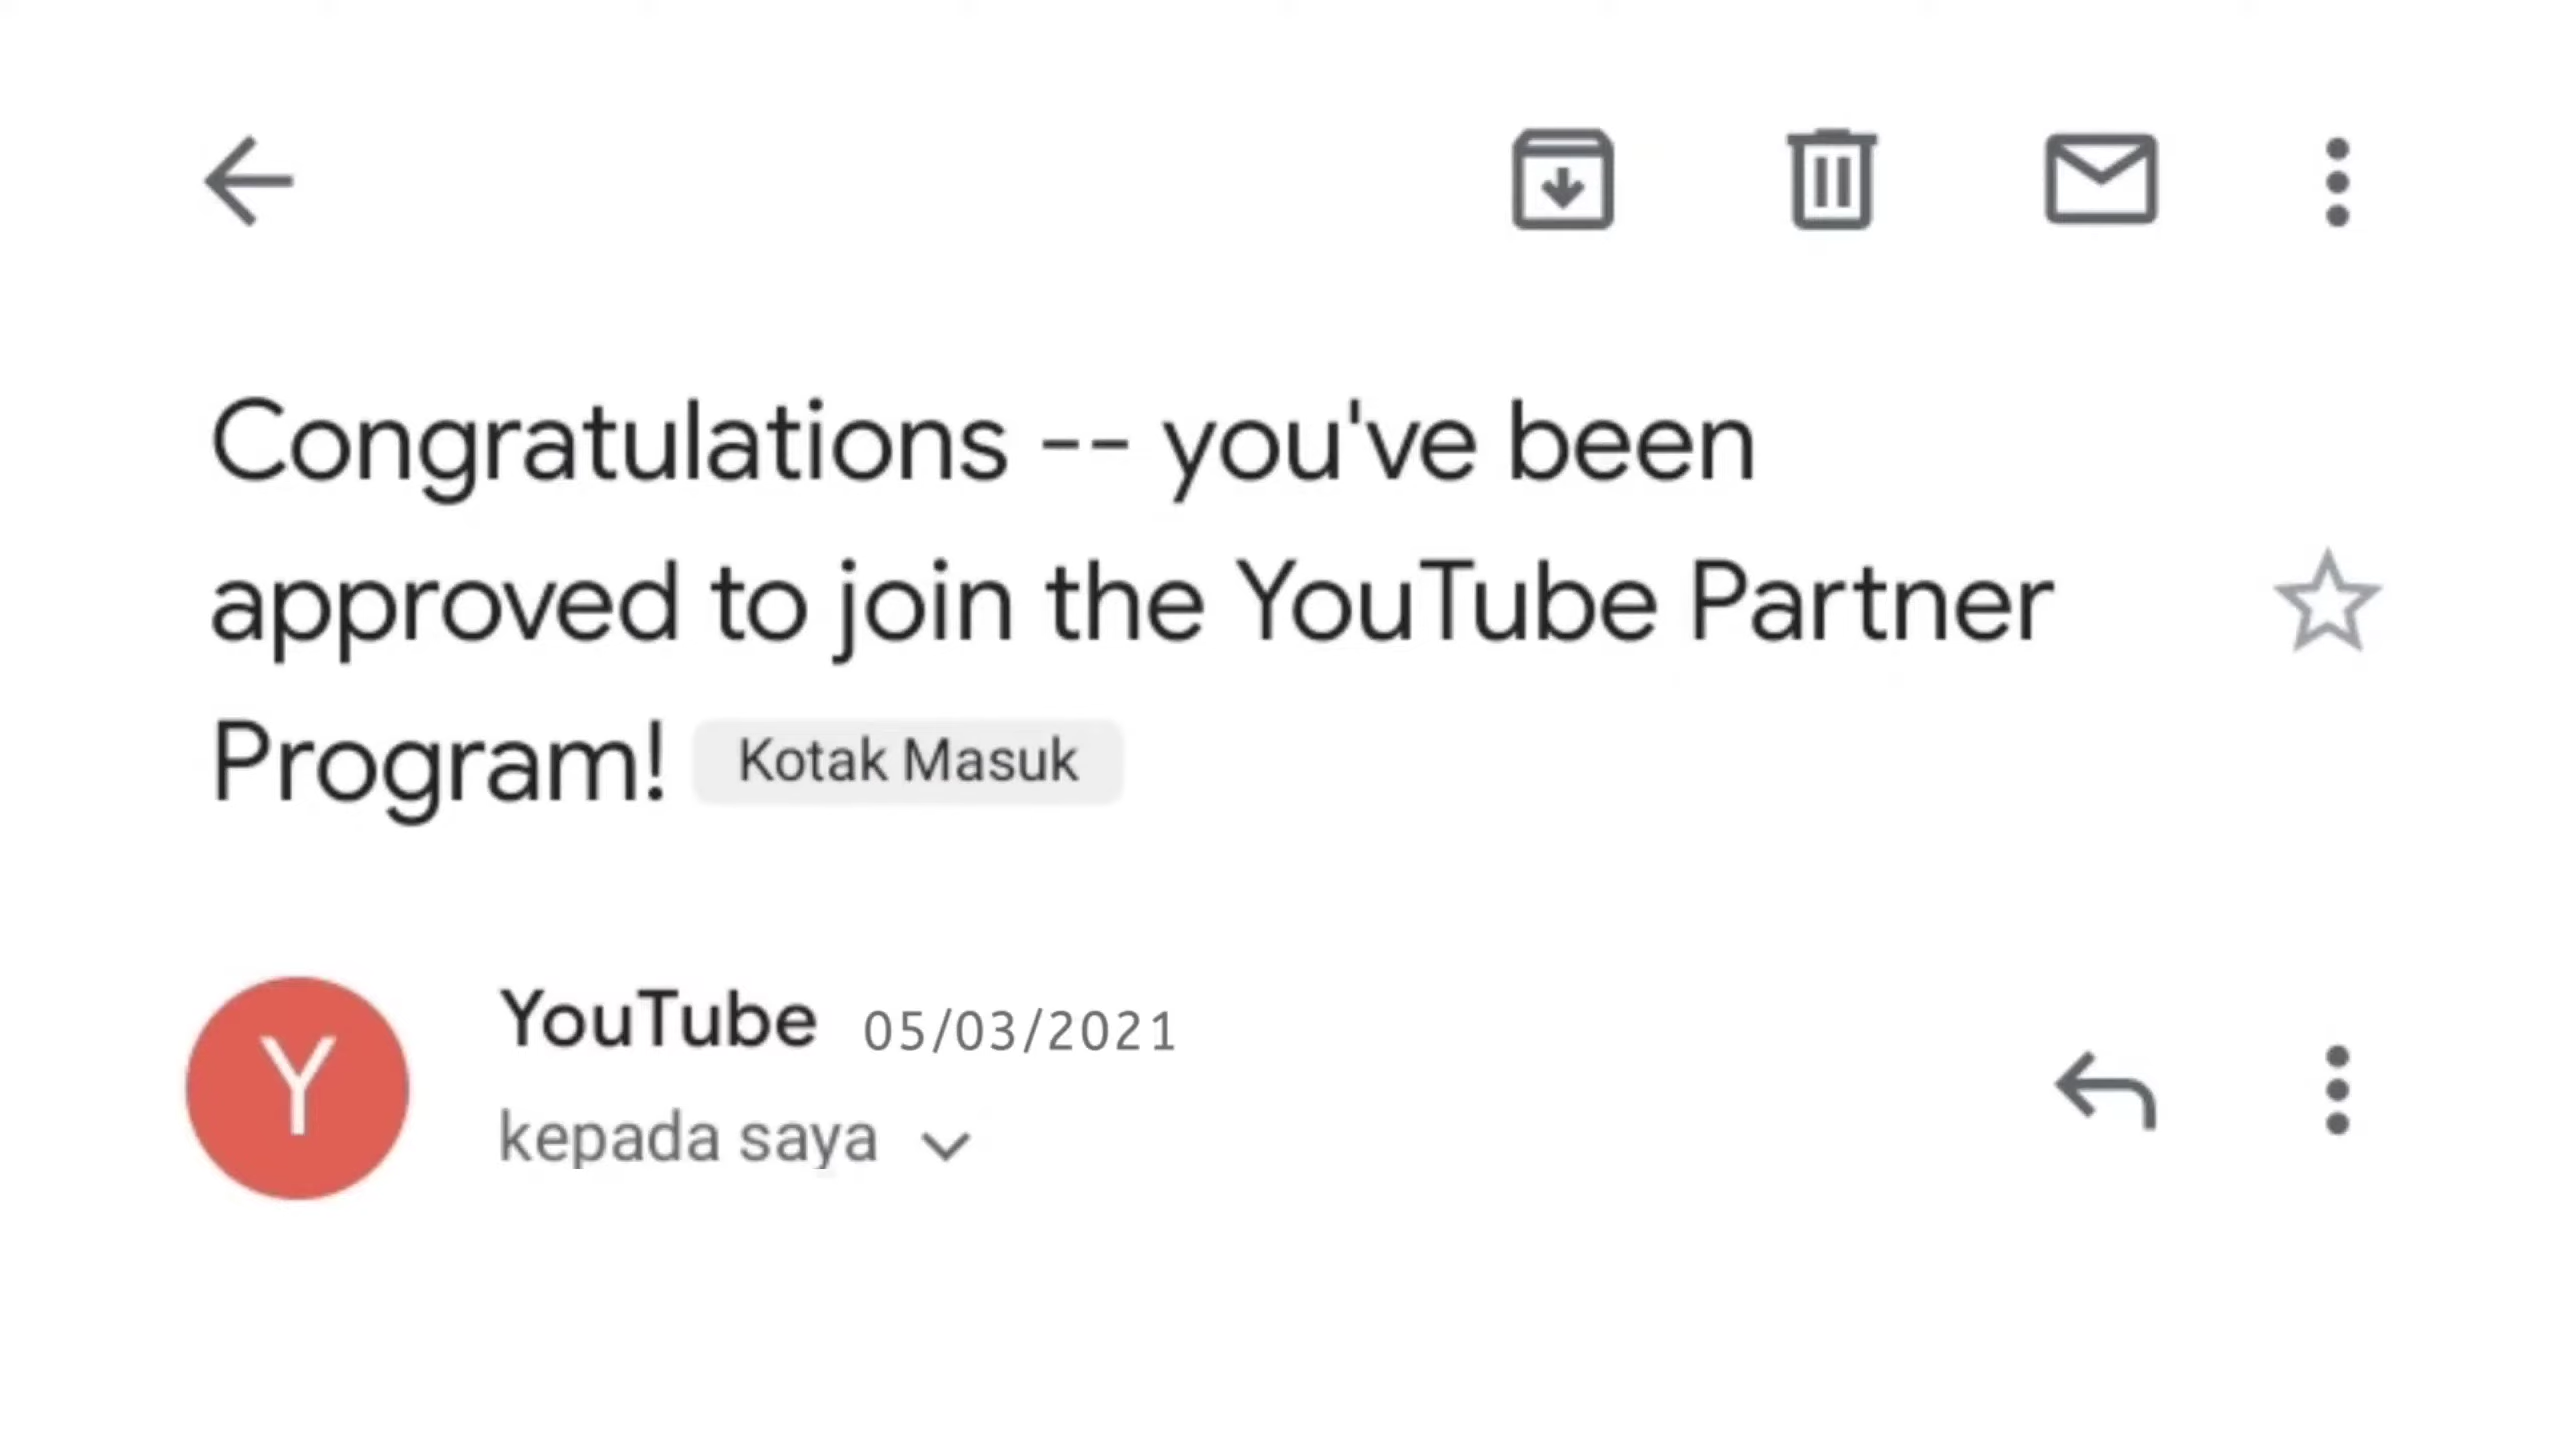 Congratulations -- you've been
approved to join the YouTube Partner
Program! Kotak Masuk
Y
YouTube 05/03/2021
kepada saya